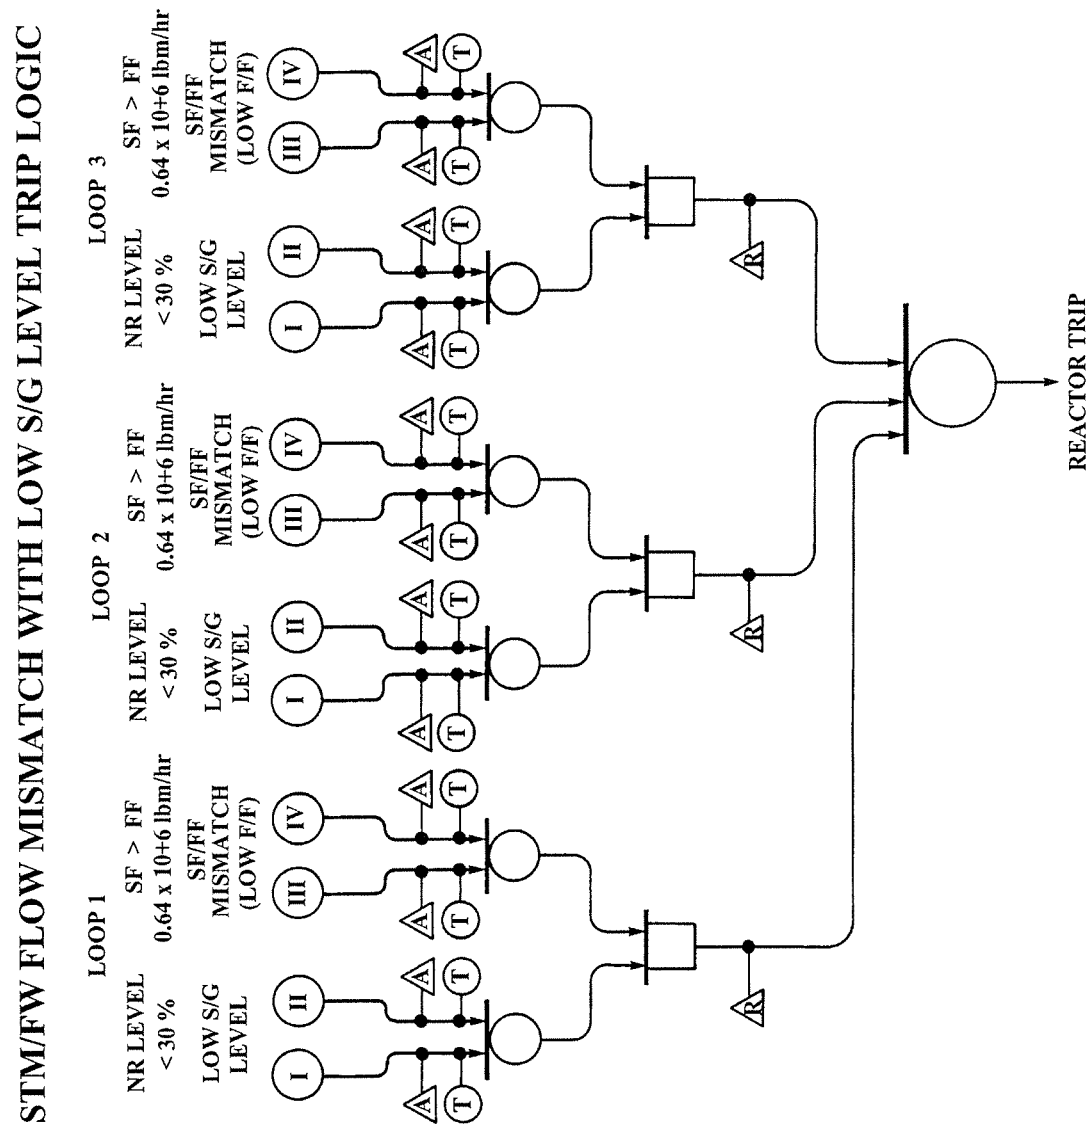 STM/FW FLOW MISMATCH WITH LOW S/G LEVEL TRIP LOGIC
LOOP 1
LOOP 2
LOOP 3
NR LEVEL
< 30 %
LOW S/G
LEVEL
SF > FF
0.64 x 10+6 lbm/hr
SF/FF
MISMATCH
(LOW F/F)
NR LEVEL
< 30 %
LOW S/G
LEVEL
SF > FF
0.64 x 10+6 lbm/hr
SF/FF
MISMATCH
(LOW F/F)
NR LEVEL
< 30 %
LOW S/G
LEVEL
SF > FF
0.64 x 10+6 lbm/hr
SF/FF
MISMATCH
(LOW F/F)
I II III IV I II III IV I II III IV
A A A A A A A A A A A A
T T T T T T T T T T T T
R R R
REACTOR TRIP